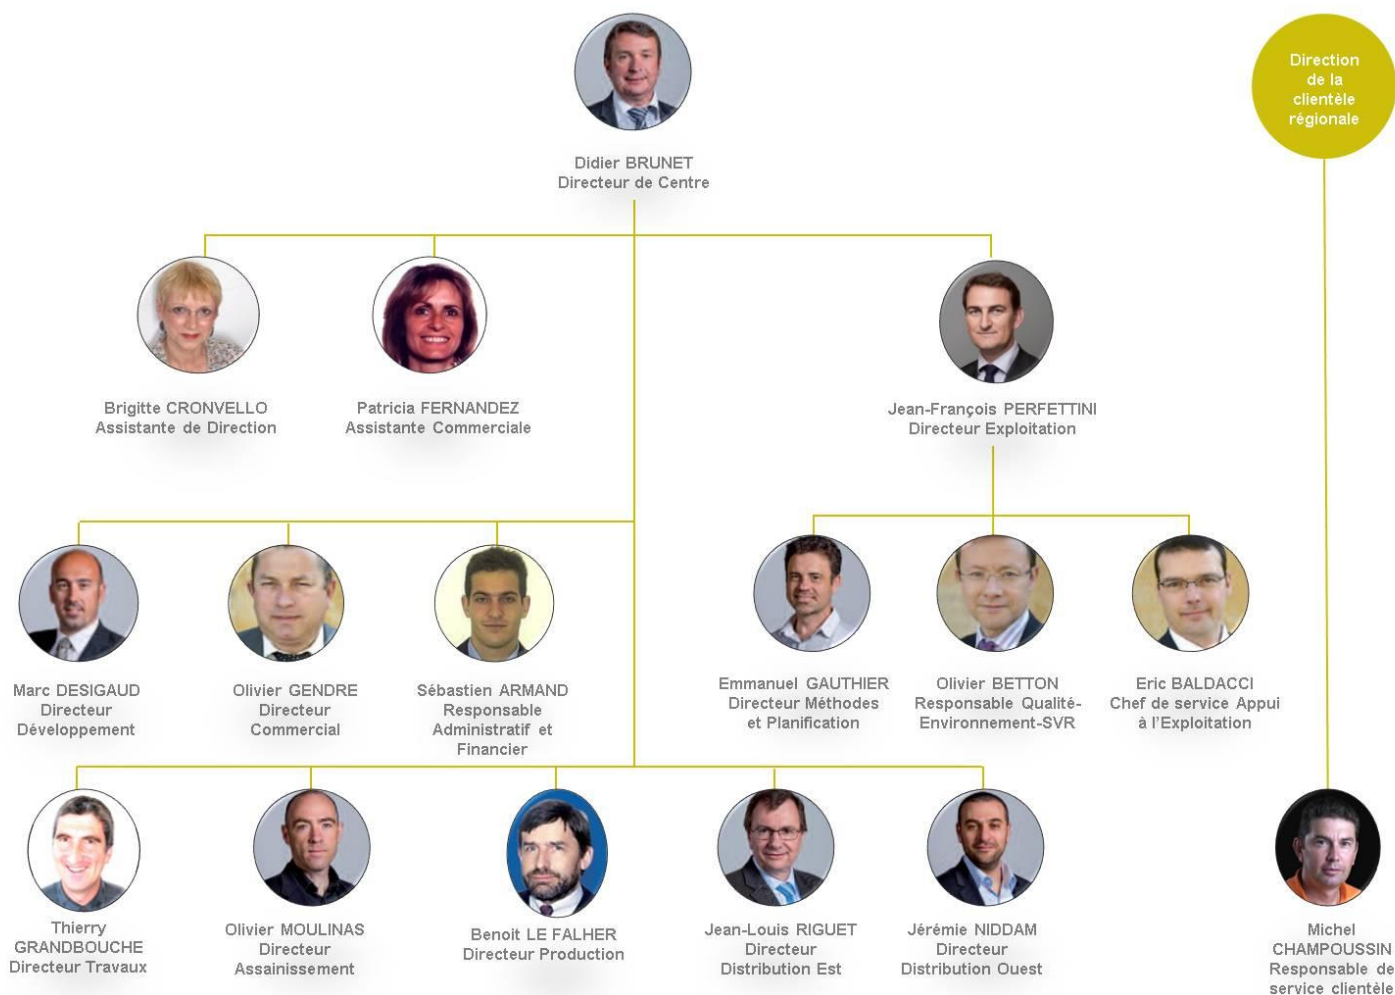 Direction
de la
clientèle
régionale
Didier BRUNET
Directeur de Centre
Brigitte CRONVELLO
Assistante de Direction
Patricia FERNANDEZ
Assistante Commerciale
Jean-François PERFETTINI
Directeur Exploitation
Marc DESIGAUD
Directeur
Développement
Olivier GENDRE
Directeur
Commercial
Sébastien ARMAND
Responsable
Administratif et
Financier
Emmanuel GAUTHIER
Directeur Méthodes
et Planification
Olivier BETTON
Responsable Qualité-
Environnement-SVR
Eric BALDACCI
Chef de service Appui
à l'Exploitation
Thierry
GRANDBOUCHE
Directeur Travaux
Olivier MOULINAS
Directeur
Assainissement
Benoit LE FALHER
Directeur Production
Jean-Louis RIGUET
Directeur
Distribution Est
Jérémie NIDDAM
Directeur
Distribution Ouest
Michel
CHAMPOUSSIN
Responsable de
service clientèle